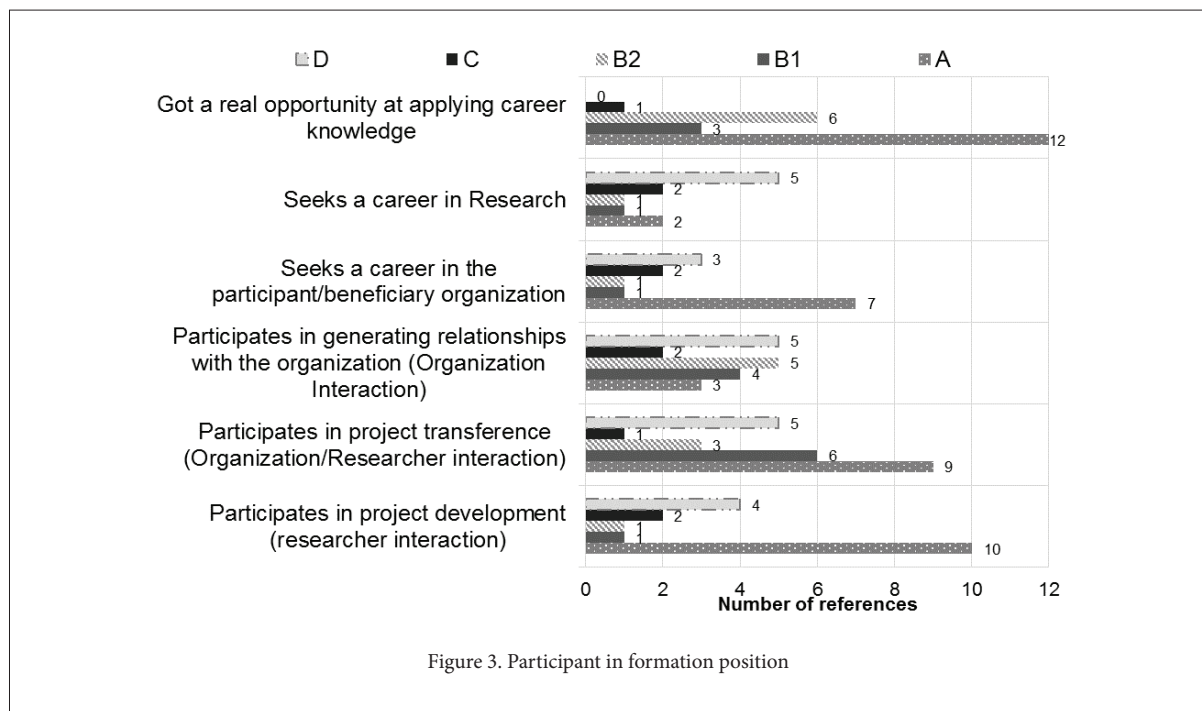 D C B2 B1 A
Got a real opportunity at applying career
knowledge
0
1
6
3
12
Seeks a career in Research
5
2
1
1
2
Seeks a career in the
participant/beneficiary organization
3
2
1
1
7
Participates in generating relationships
with the organization (Organization
Interaction)
5
2
5
4
3
Participates in project transference
(Organization/Researcher interaction)
5
1
3
6
9
Participates in project development
(researcher interaction)
4
2
1
1
10
0 2 4 6 8 10 12
Number of references
Figure 3. Participant in formation position